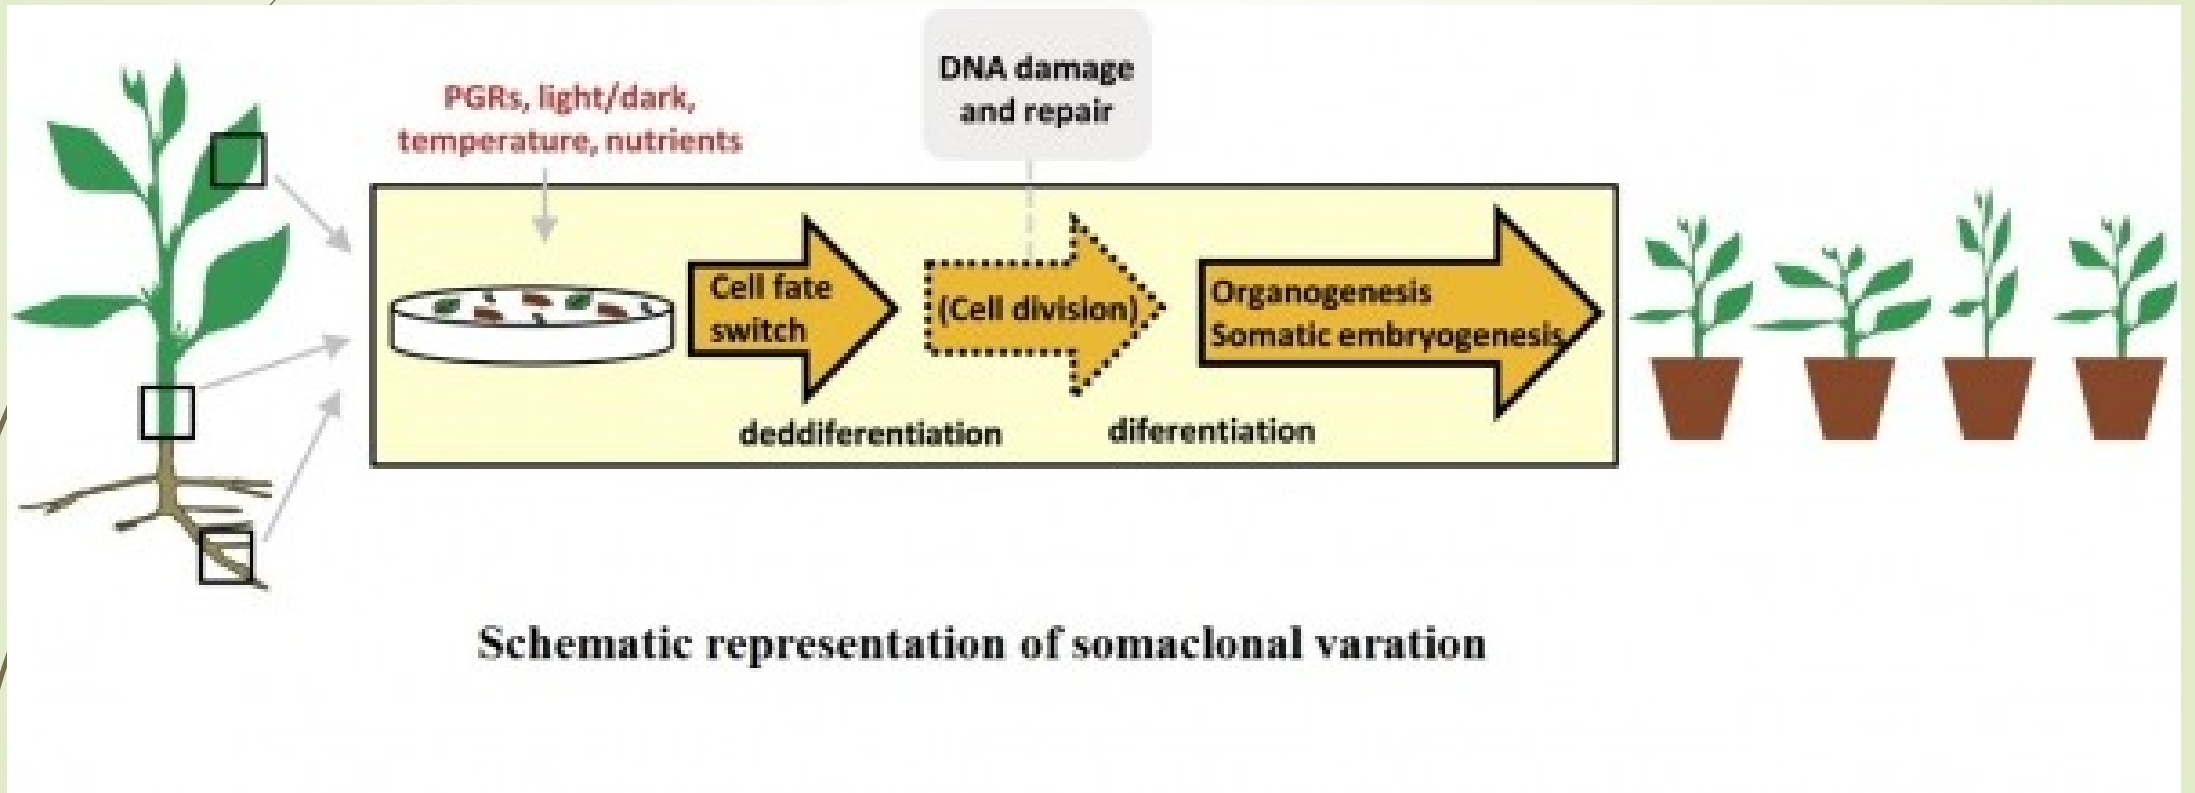 PGRs, light/dark,
temperature, nutrients
DNA damage
and repair
Cell fate
switch
(Cell division)
Organogenesis
Somatic embryogenesis
deddiferentiation
diferentiation
Schematic representation of somaclonal varation